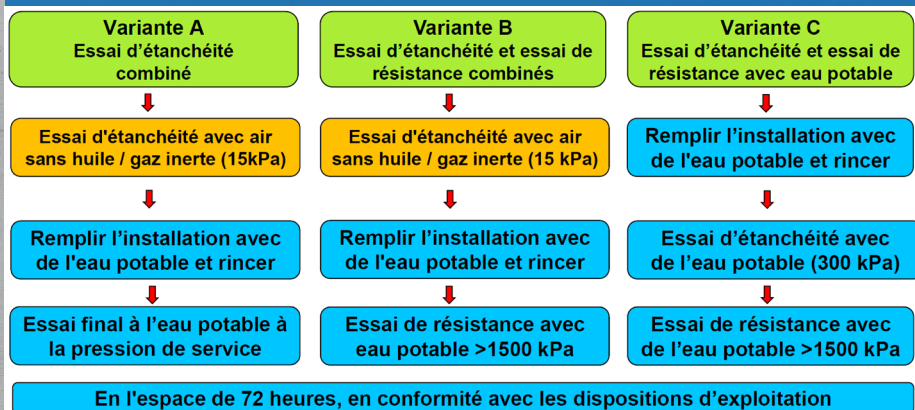 Variante A
Essai d'étanchéité
combiné
Variante B
Essai d'étanchéité et essai de
résistance combinés
Variante C
Essai d'étanchéité et essai de
résistance avec eau potable
Essai d'étanchéité avec air
sans huile / gaz inerte (15kPa)
Essai d'étanchéité avec air
sans huile / gaz inerte (15 kPa)
Remplir l'installation avec
de l'eau potable et rincer
Remplir l'installation avec
de l'eau potable et rincer
Remplir l'installation avec
de l'eau potable et rincer
Essai d'étanchéité avec
de l'eau potable (300 kPa)
Essai final à l'eau potable à
la pression de service
Essai de résistance avec
eau potable >1500 kPa
Essai de résistance avec
de l'eau potable >1500 kPa
En l'espace de 72 heures, en conformité avec les dispositions d'exploitation